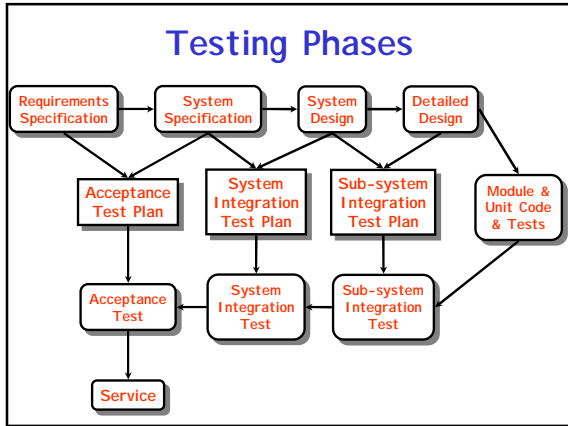 Testing Phases
Requirements
Specification
System
Specification
System
Design
Detailed
Design
Acceptance
Test Plan
System
Integration
Test Plan
Sub-system
Integration
Test Plan
Module &
Unit Code
& Tests
Acceptance
Test
System
Integration
Test
Sub-system
Integration
Test
Service